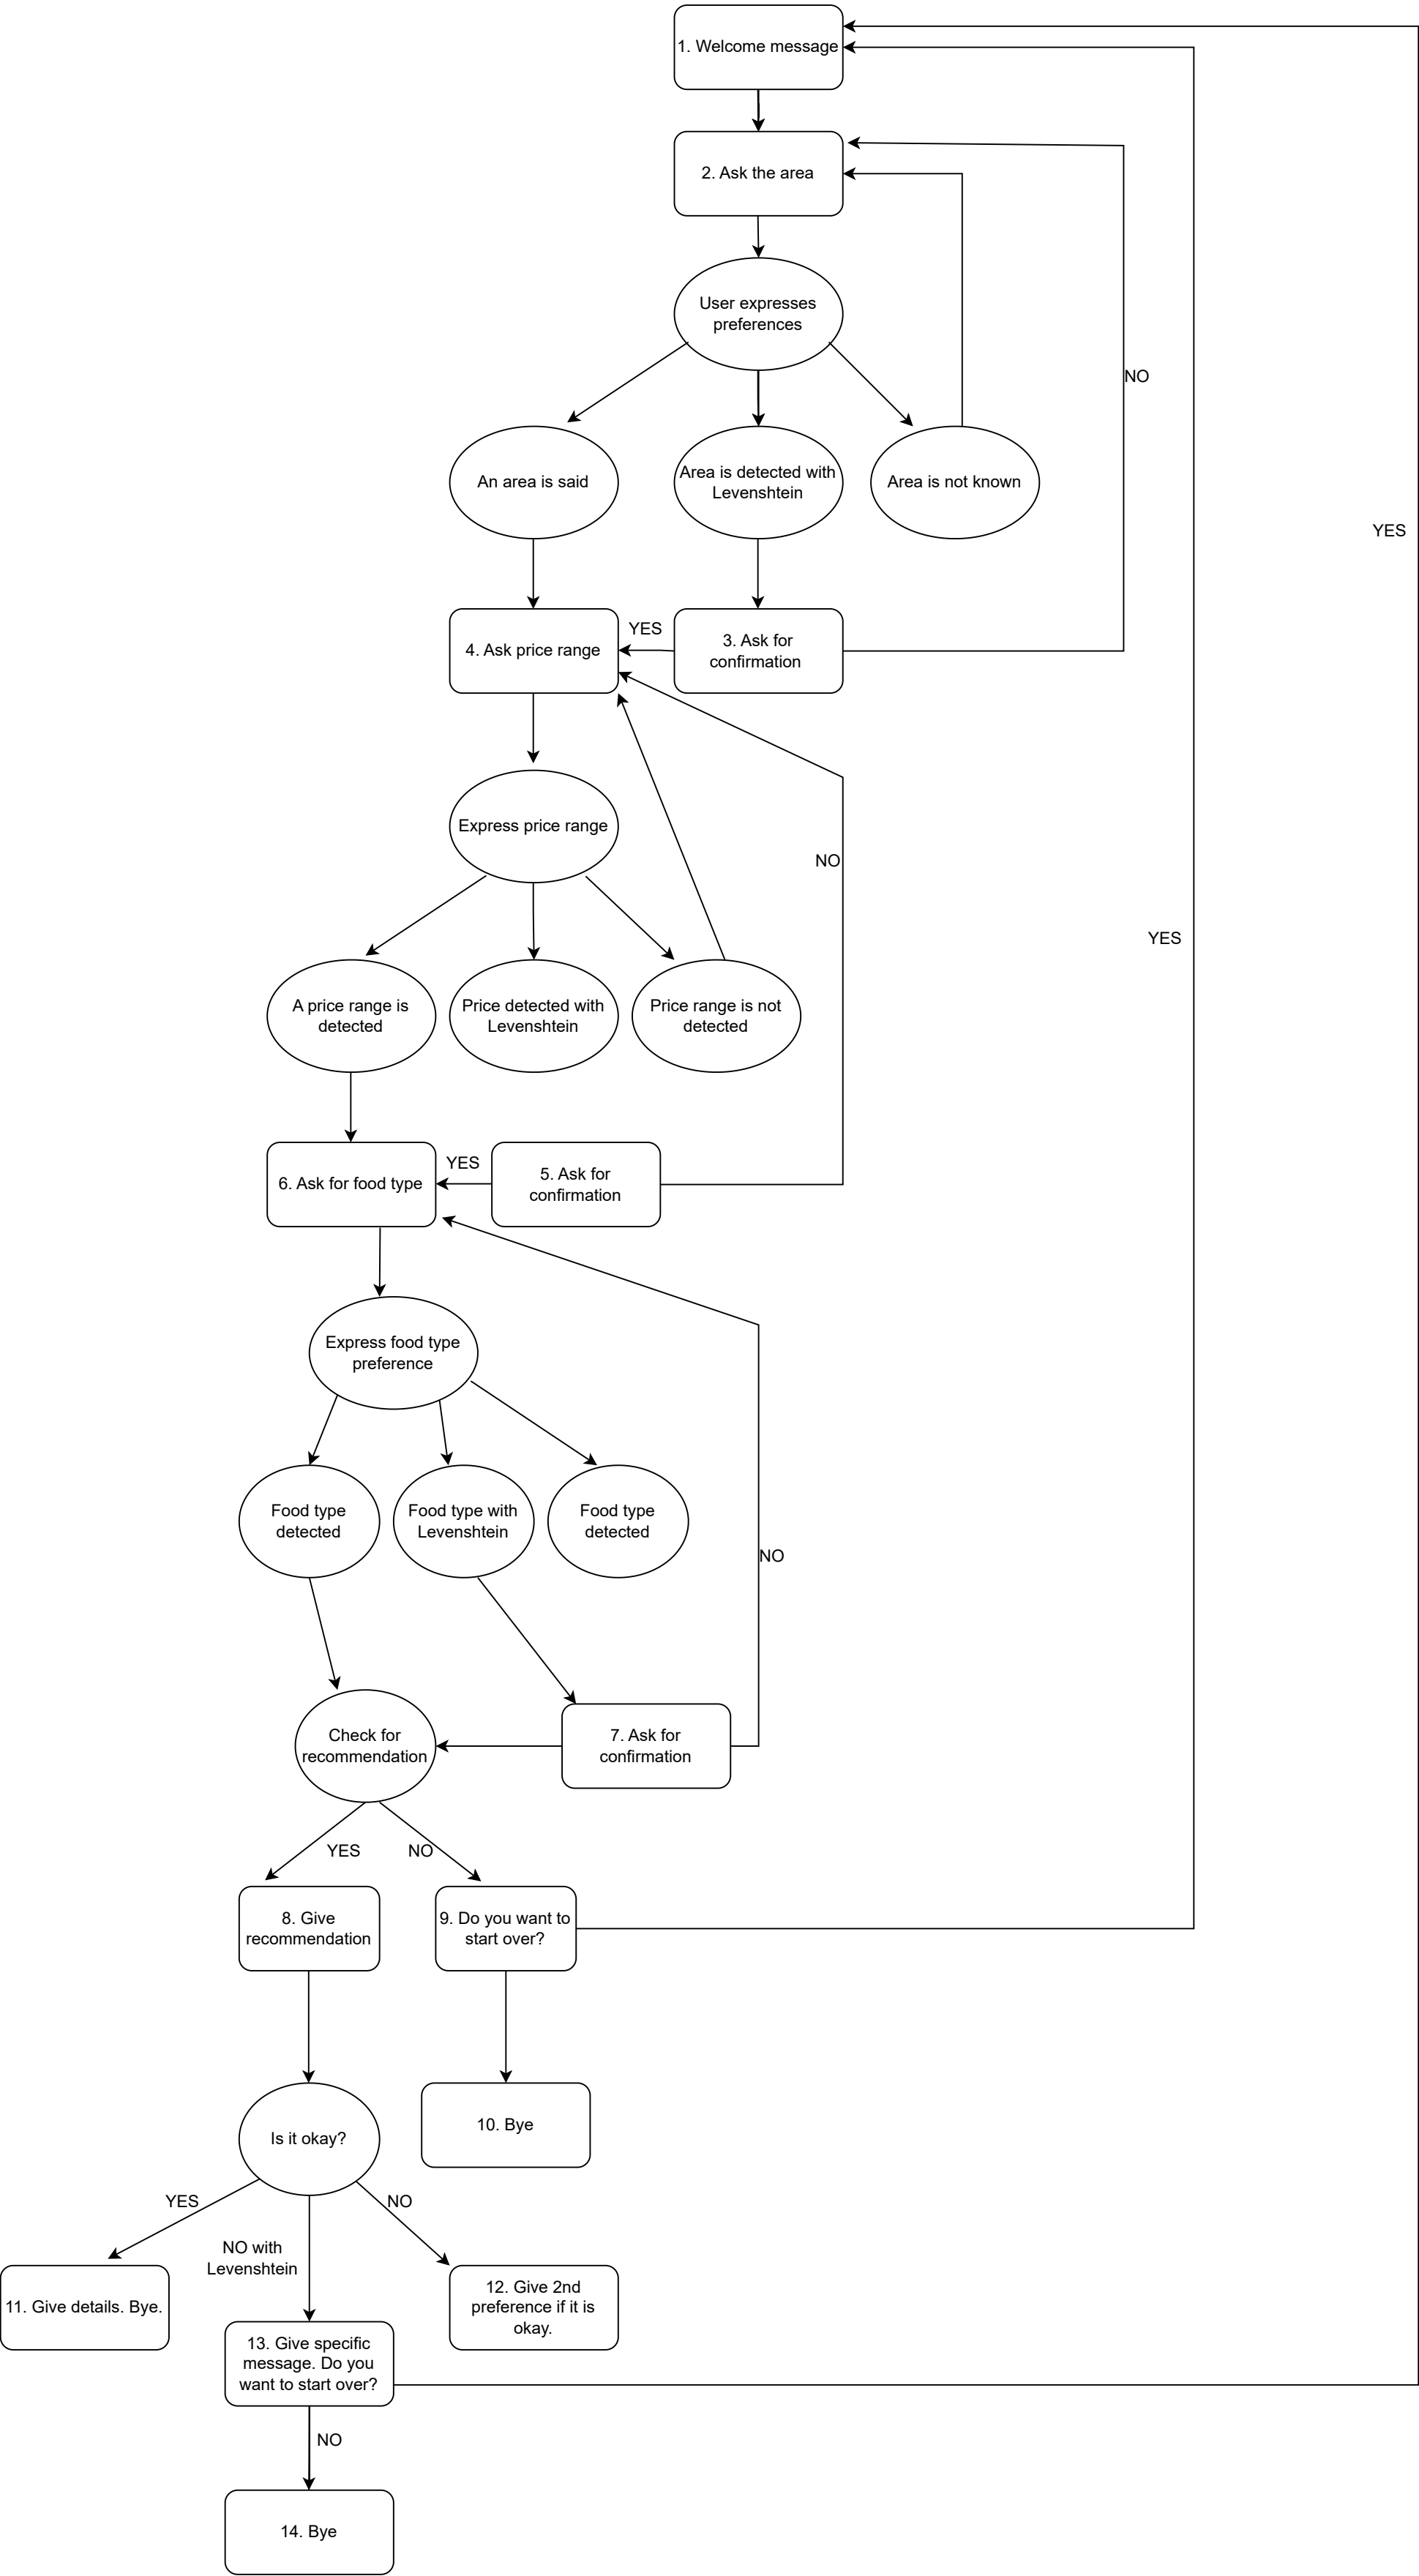 1. Welcome message
2. Ask the area
User expresses
preferences
NO
An area is said
Area is detected with
Levenshtein
Area is not known
YES
4. Ask price range
YES
3. Ask for
confirmation
Express price range
NO
YES
A price range is
detected
Price detected with
Levenshtein
Price range is not
detected
6. Ask for food type
YES
5. Ask for
confirmation
Express food type
preference
Food type
detected
Food type with
Levenshtein
Food type
detected
NO
Check for
recommendation
7. Ask for
confirmation
YES
NO
8. Give
recommendation
9. Do you want to
start over?
Is it okay?
10. Bye
YES
NO with
Levenshtein
NO
11. Give details. Bye.
12. Give 2nd
preference if it is
okay.
13. Give specific
message. Do you
want to start over?
NO
14. Bye